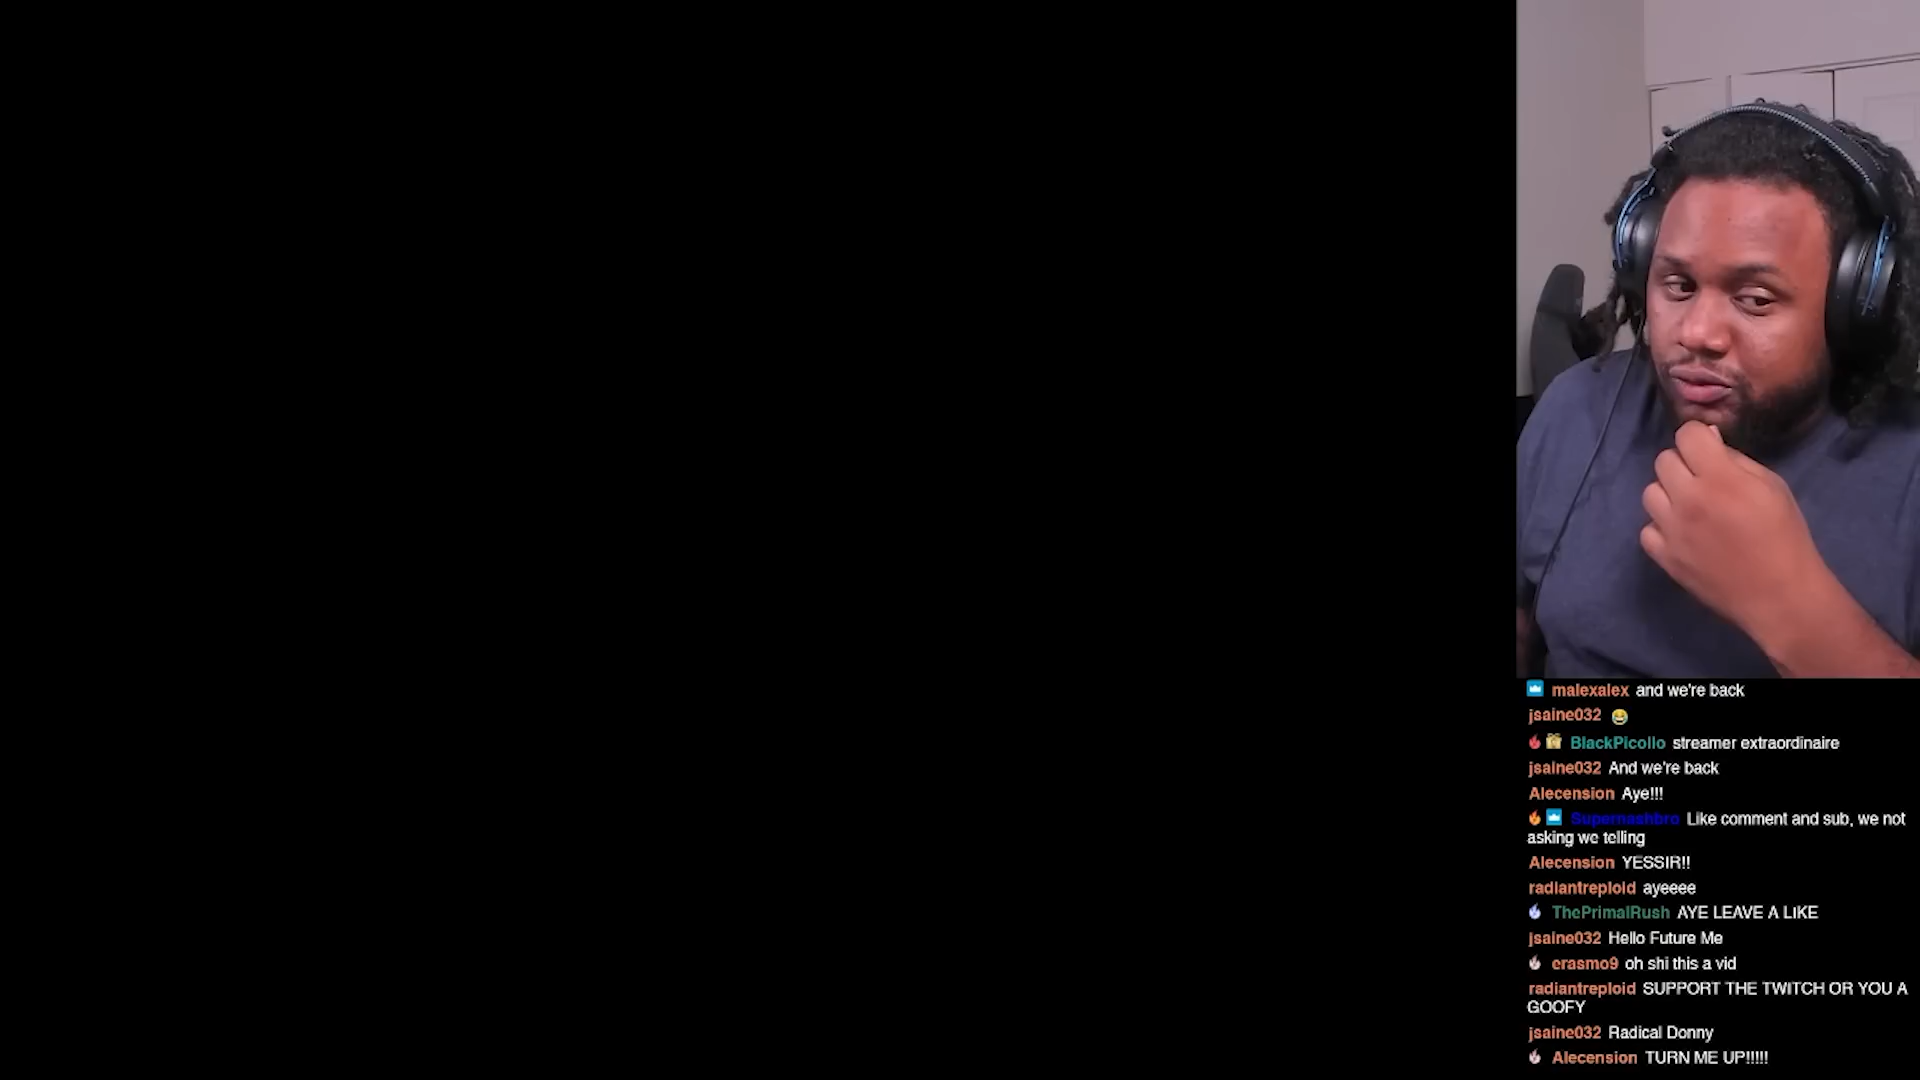 malexalex and we're back
jsaine032 😂
BlackPicollo streamer extraordinaire
jsaine032 And we're back
Alecension Aye!!!
Supernashbro Like comment and sub, we not
asking we telling
Alecension YESSIR!!
radiantreploid ayeeee
ThePrimalRush AYE LEAVE A LIKE
jsaine032 Hello Future Me
erasmo9 oh shi this a vid
radiantreploid SUPPORT THE TWITCH OR YOU A
GOOFY
jsaine032 Radical Donny
Alecension TURN ME UP!!!!!